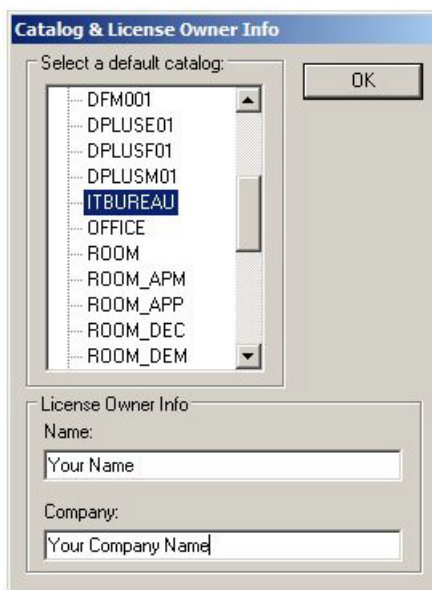 Catalog & License Owner Info
Select a default catalog:
OK
DFM001
DPLUSE01
DPLUSF01
DPLUSM01
ITBUREAU
OFFICE
ROOM
ROOM_APM
ROOM_APP
ROOM_DEC
ROOM_DEM
License Owner Info
Name:
Your Name
Company:
Your Company Name